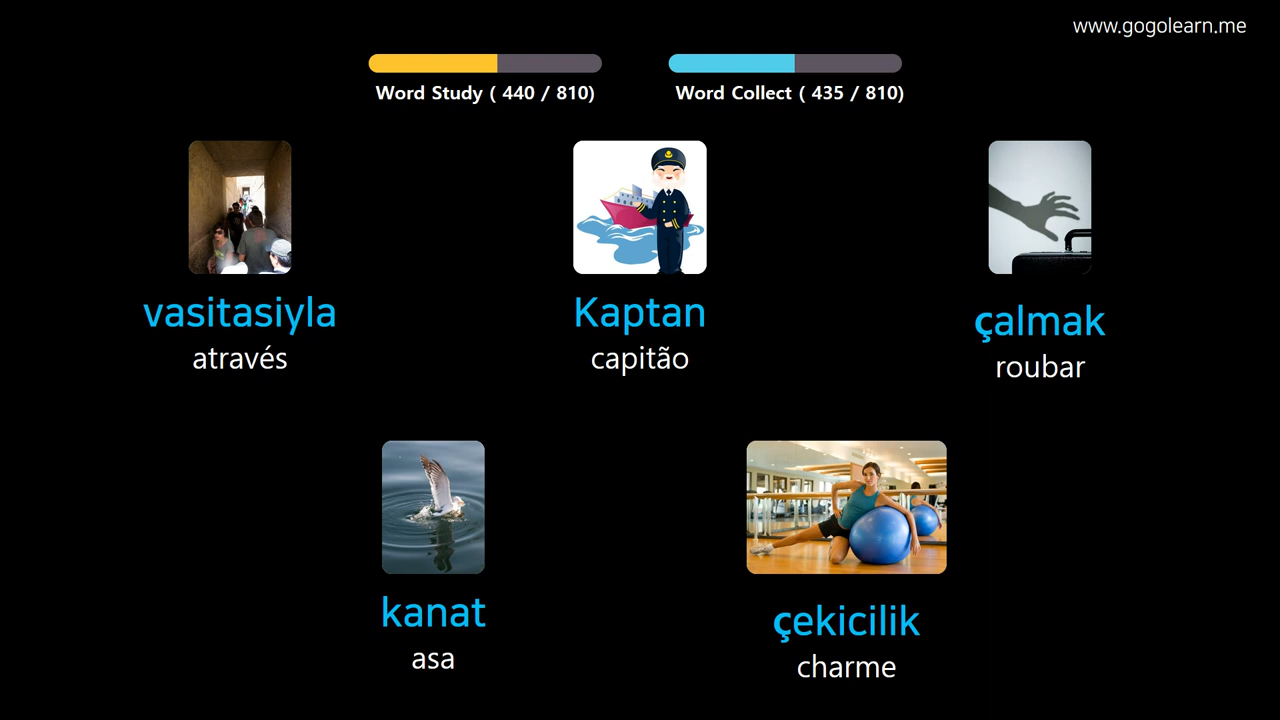 www.gogolearn.me
Word Study ( 440 / 810)
Word Collect ( 435 / 810)
vasitasiyla
através
Kaptan
capitão
çalmak
roubar
kanat
asa
çekicilik
charme